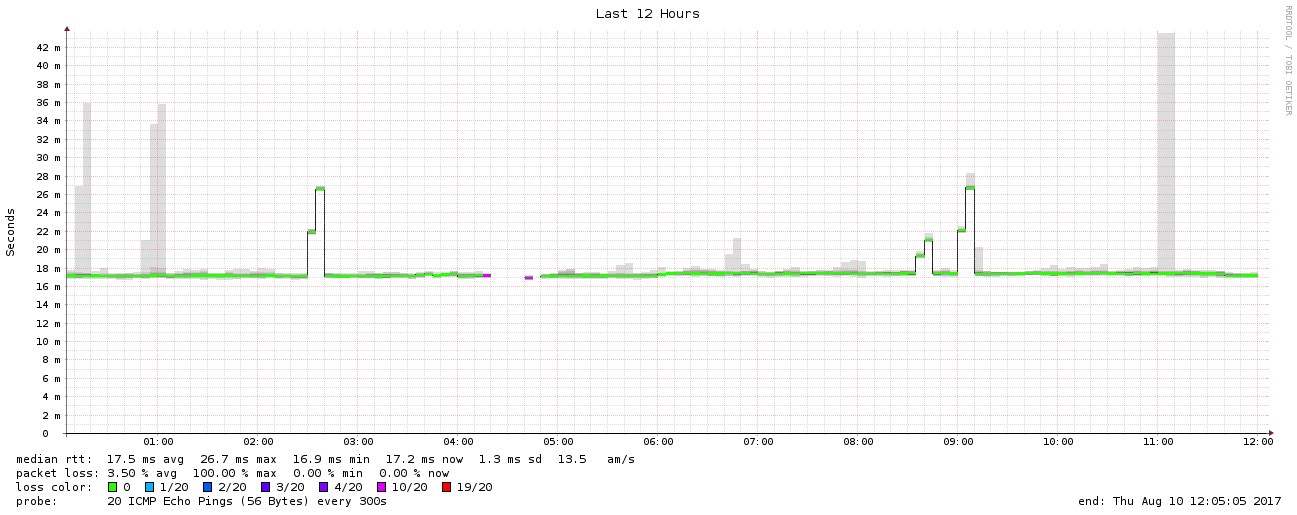 Last 12 Hours
RRDTOOL / TOBI OETIKER
Seconds
42 m
40 m
38 m
36 m
34 m
32 m
30 m
28 m
26 m
24 m
22 m
20 m
18 m
16 m
14 m
12 m
10 m
8 m
6 m
4 m
2 m
0
01:00 02:00 03:00 04:00 05:00 06:00 07:00 08:00 09:00 10:00 11:00 12:00
median rtt: 17.5 ms avg 26.7 ms max 16.9 ms min 17.2 ms now 1.3 ms sd 13.5 am/s
packet loss: 3.50 % avg 100.00 % max 0.00 % min 0.00 % now
loss color: 0 1/20 2/20 3/20 4/20 10/20 19/20
probe: 20 ICMP Echo Pings (56 Bytes) every 300s end: Thu Aug 10 12:05:05 2017